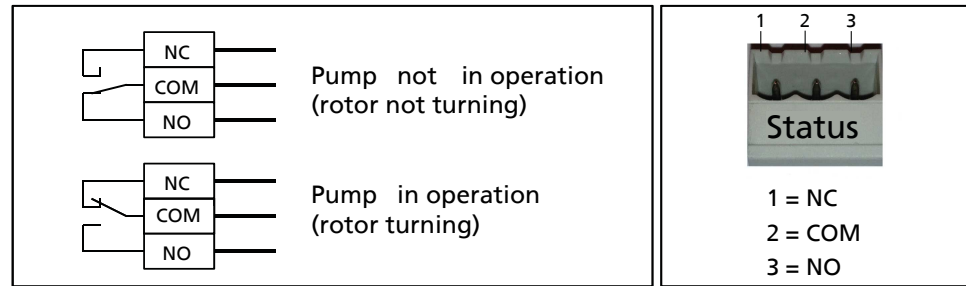 NC
COM
NO
Pump not in operation
(rotor not turning)
NC
COM
NO
Pump in operation
(rotor turning)
1 2 3
Status
1 = NC
2 = COM
3 = NO